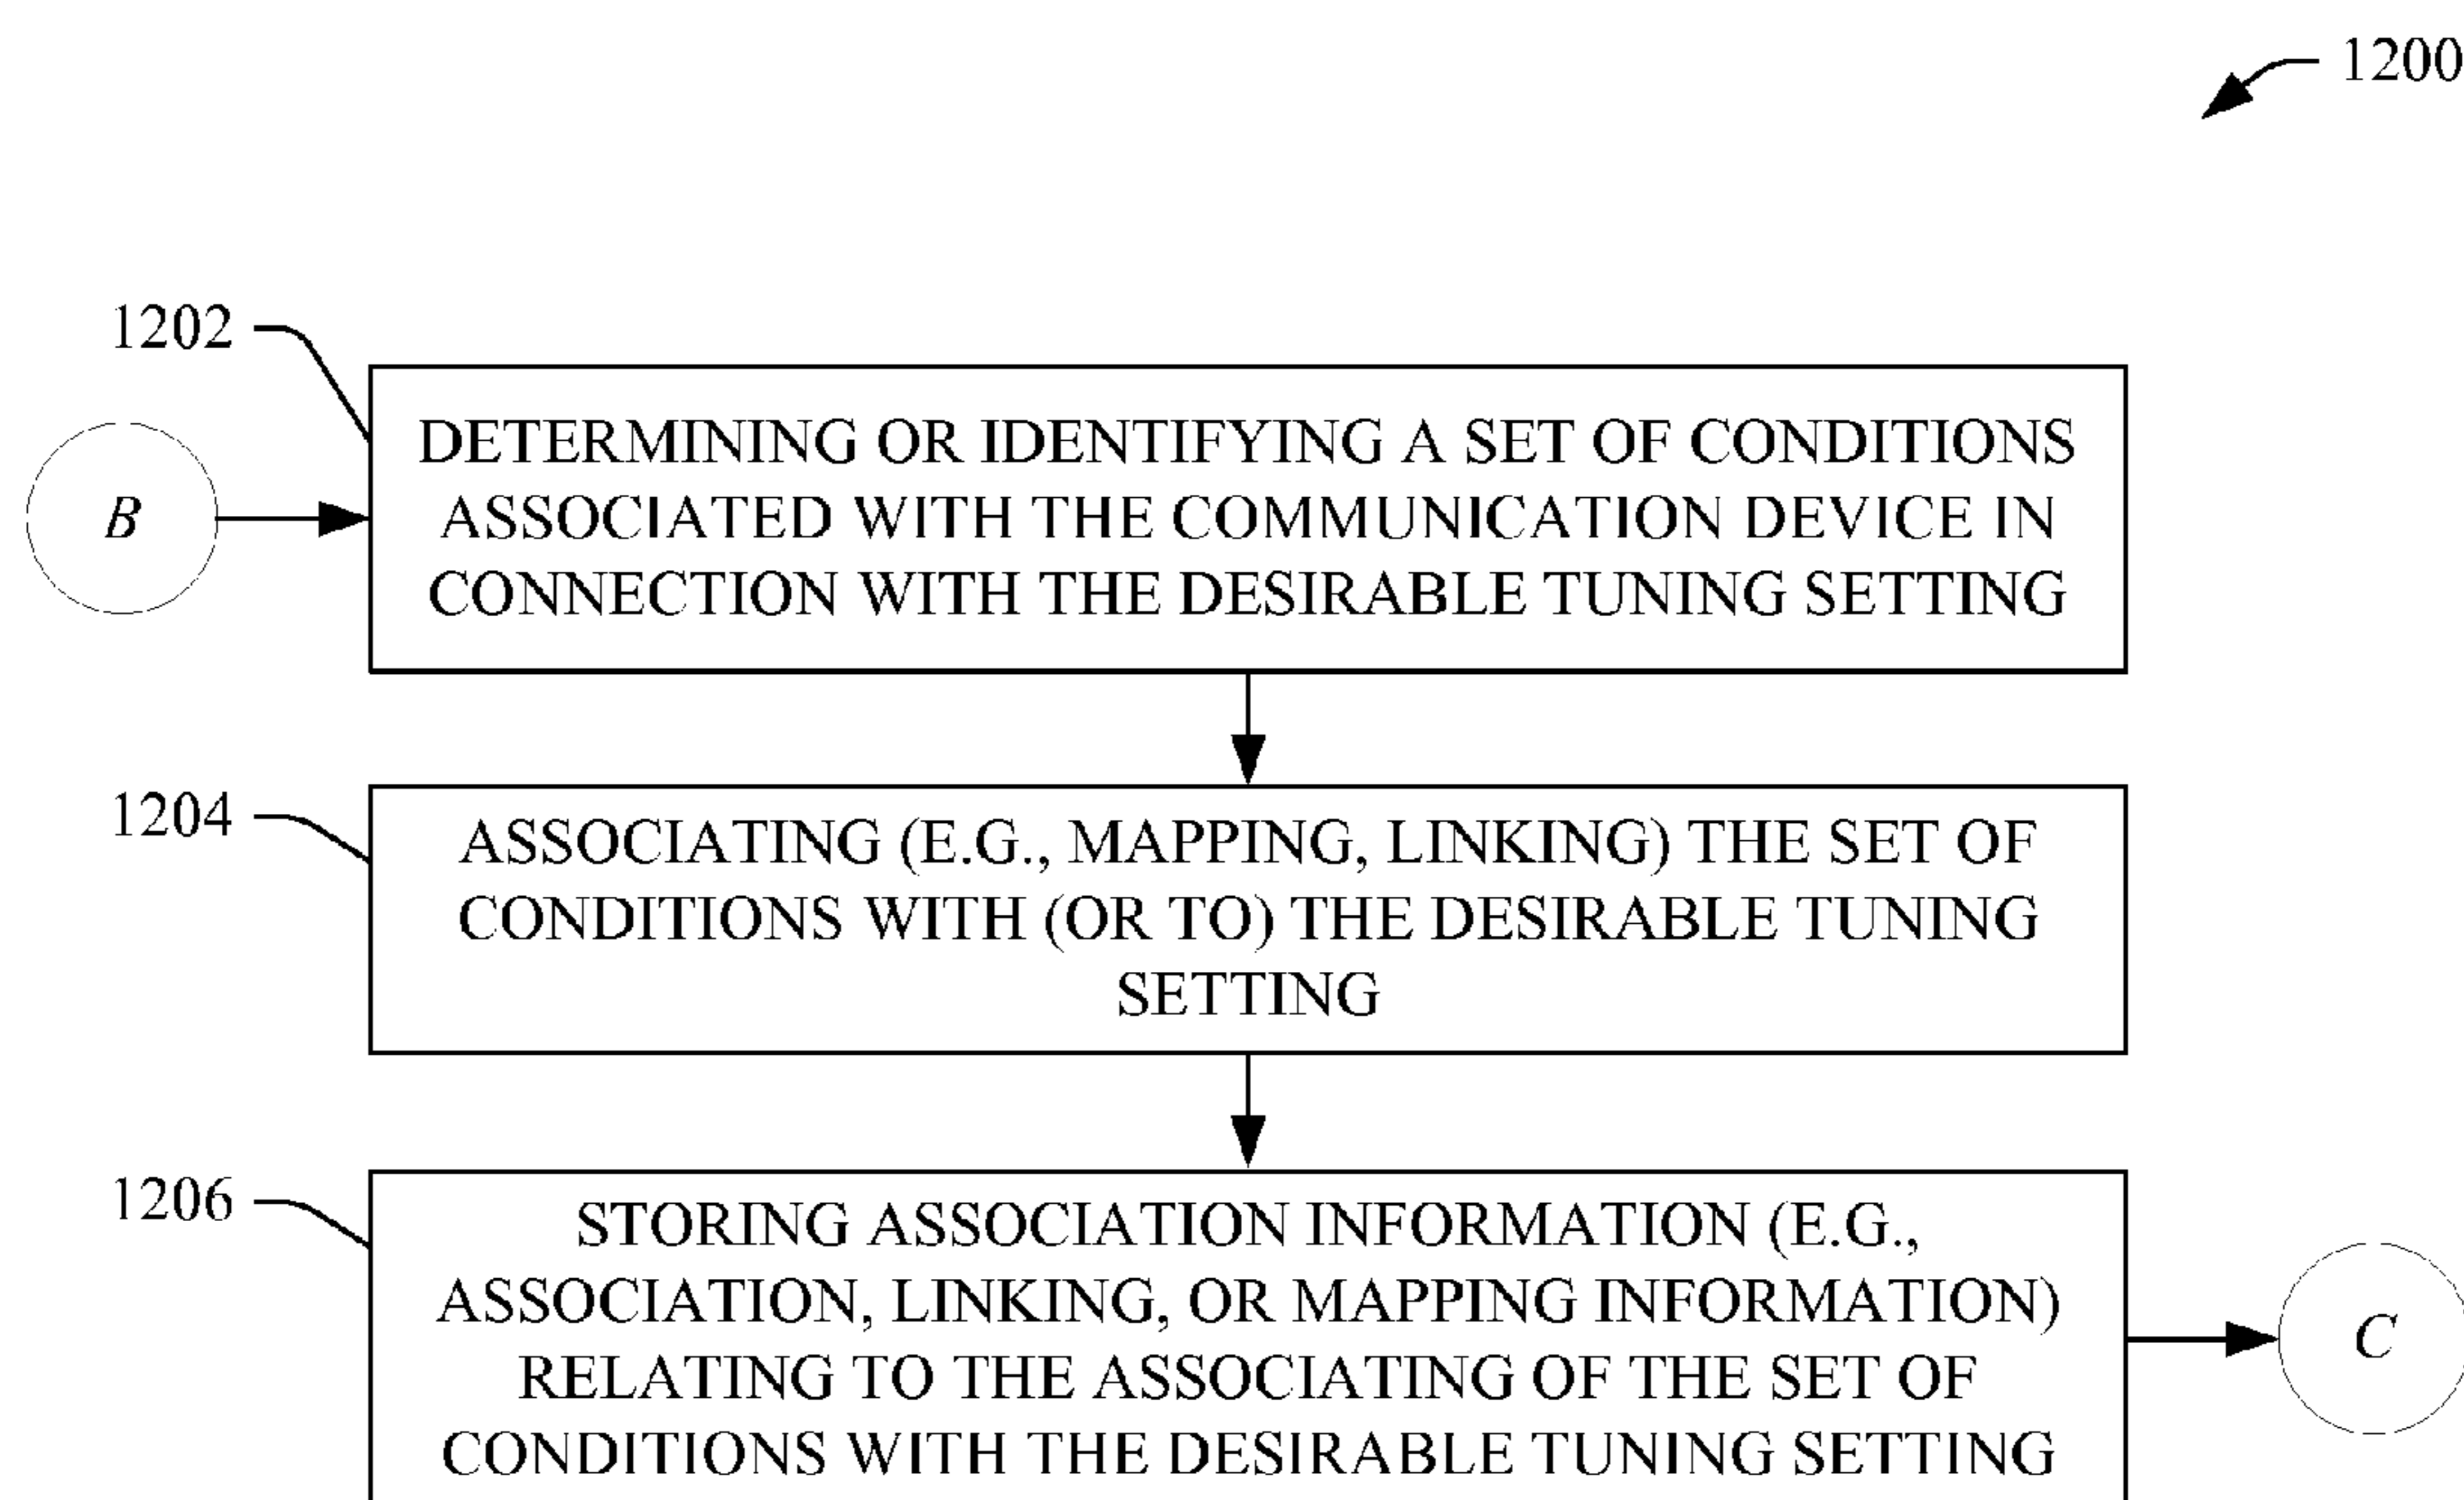 1200
1202
B
DETERMINING OR IDENTIFYING A SET OF CONDITIONS
ASSOCIATED WITH THE COMMUNICATION DEVICE IN
CONNECTION WITH THE DESIRABLE TUNING SETTING
1204
ASSOCIATING (E.G., MAPPING, LINKING) THE SET OF
CONDITIONS WITH (OR TO) THE DESIRABLE TUNING
SETTING
1206
STORING ASSOCIATION INFORMATION (E.G.,
ASSOCIATION, LINKING, OR MAPPING INFORMATION)
RELATING TO THE ASSOCIATING OF THE SET OF
CONDITIONS WITH THE DESIRABLE TUNING SETTING
C